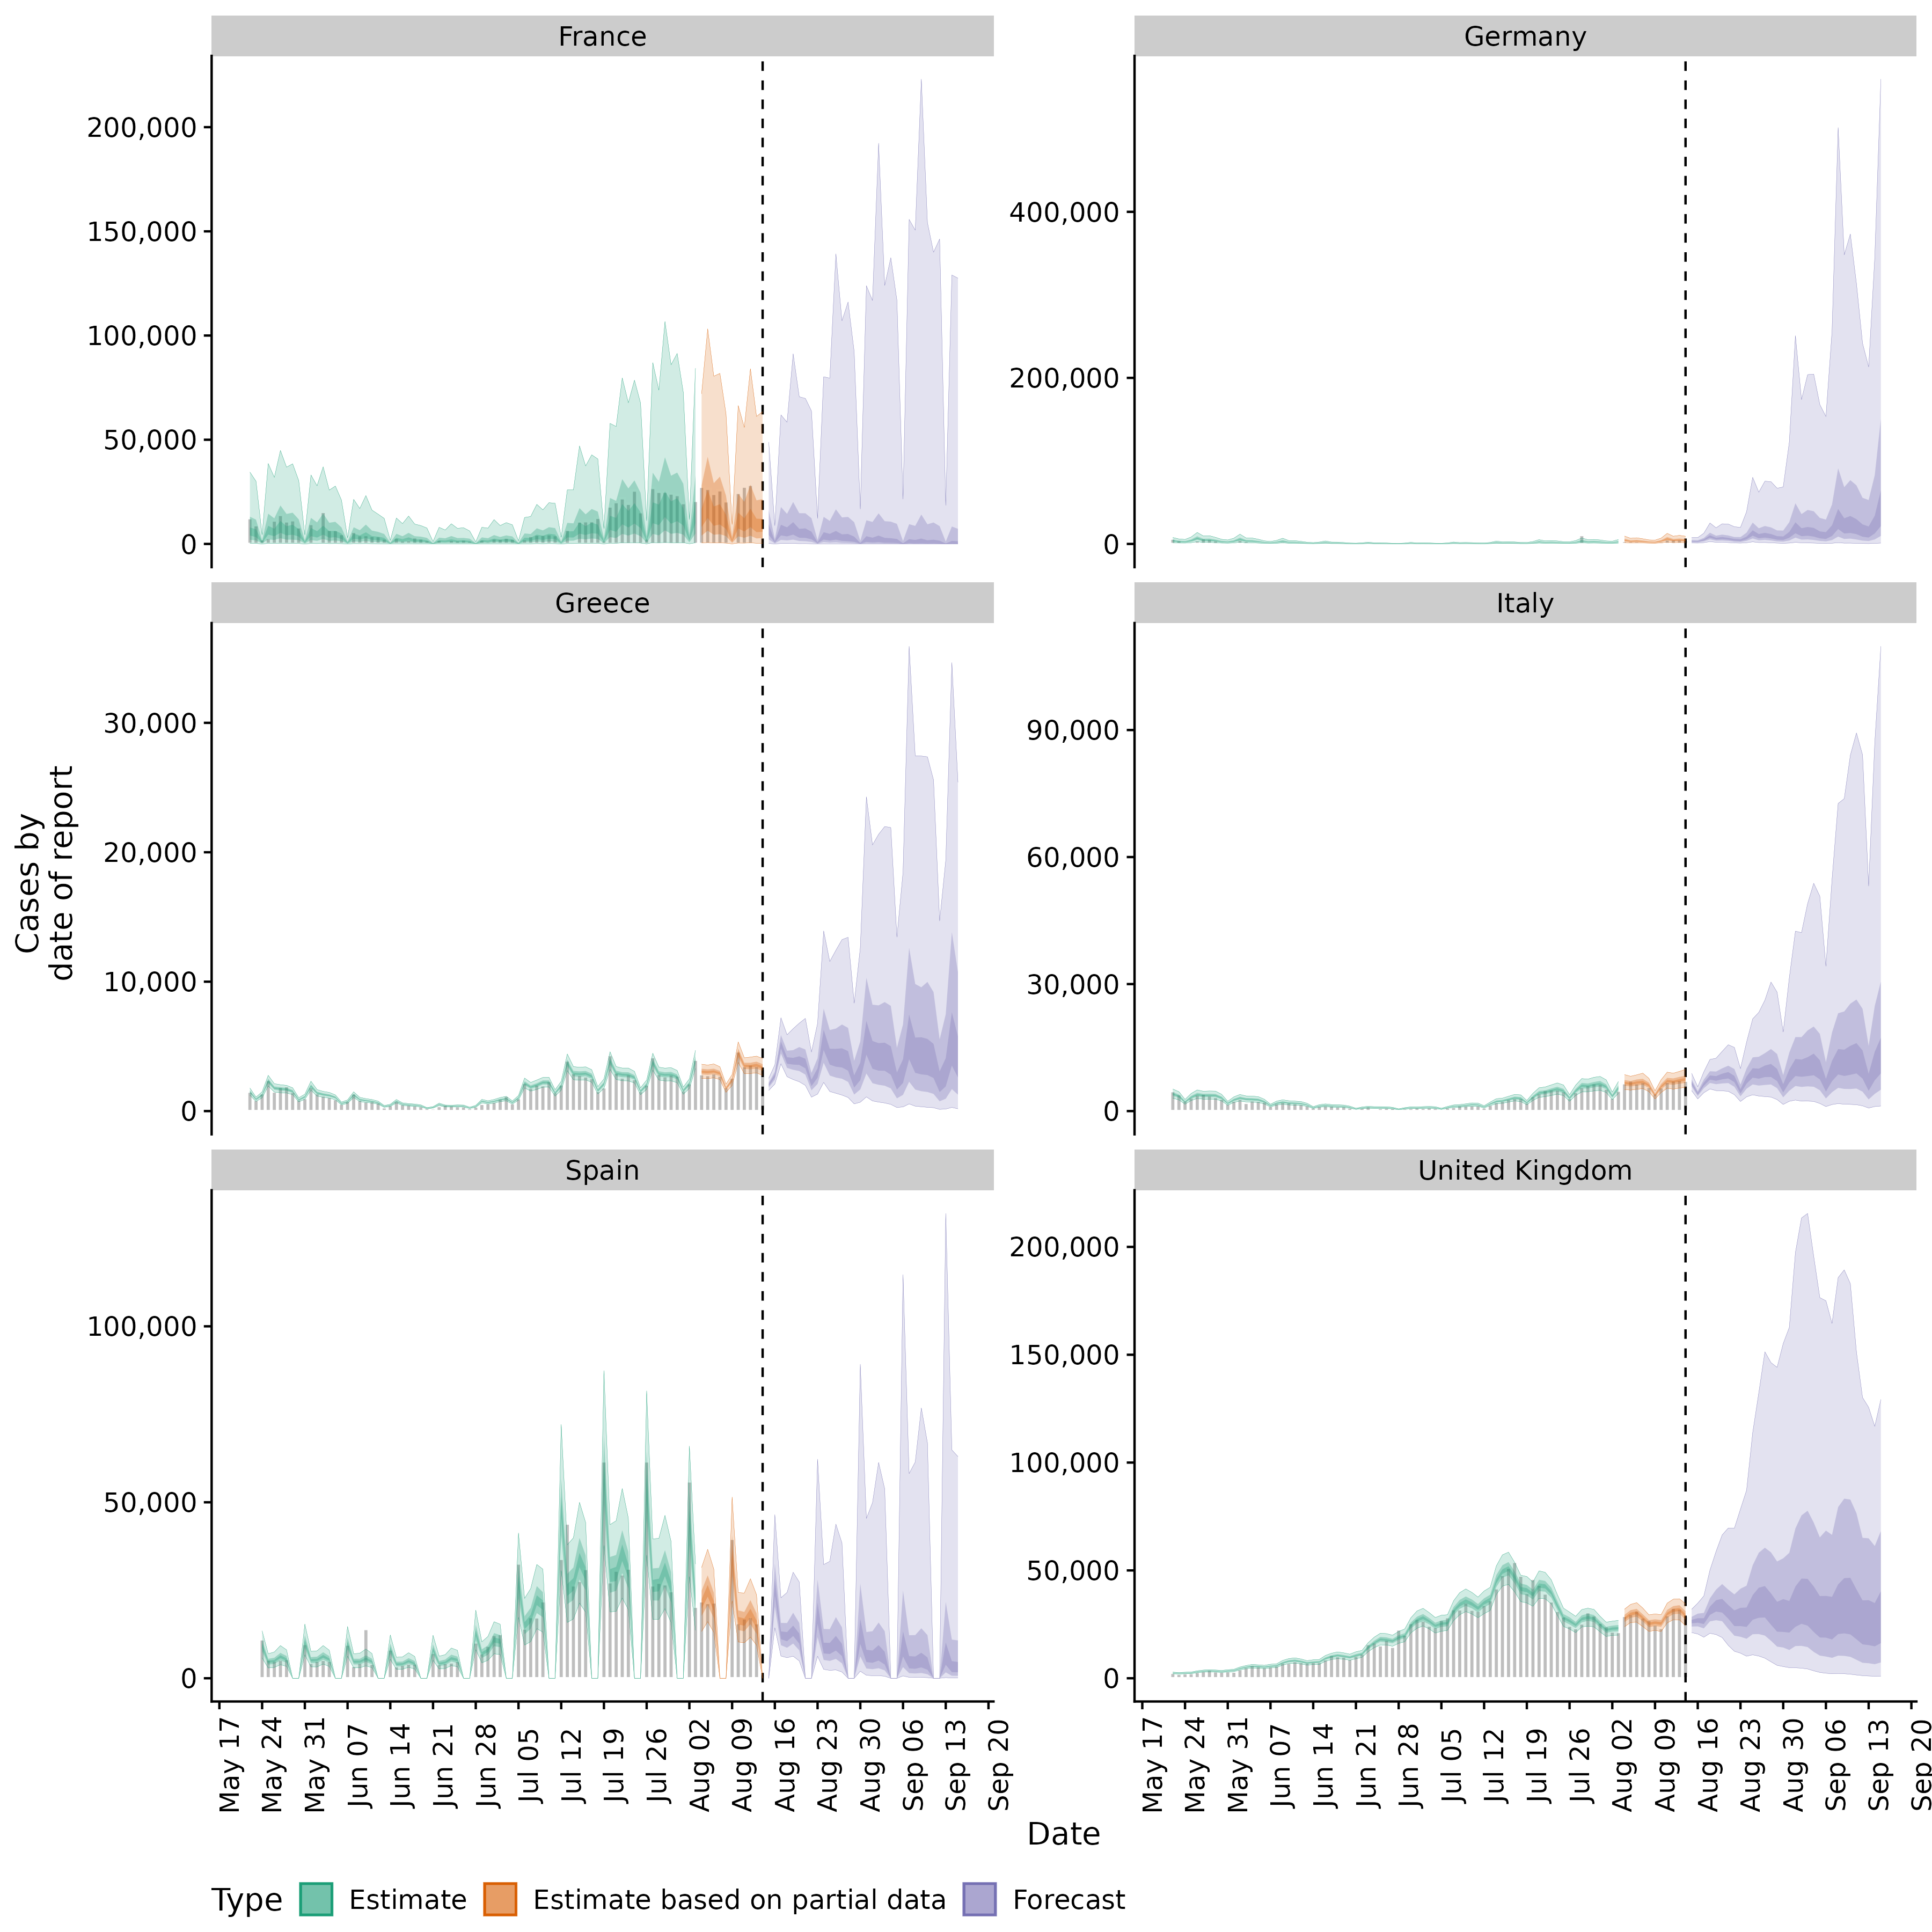 France
Germany
200,000
150,000
100,000
50,000
0
400,000
200,000
0
Greece
Italy
30,000
20,000
10,000
0
90,000
60,000
30,000
0
Cases by
date of report
Spain
United Kingdom
100,000
50,000
0
200,000
150,000
100,000
50,000
0
May 17
May 24
May 31
Jun 07
Jun 14
Jun 21
Jun 28
Jul 05
Jul 12
Jul 19
Jul 26
Aug 02
Aug 09
Aug 16
Aug 23
Aug 30
Sep 06
Sep 13
Sep 20
May 17
May 24
May 31
Jun 07
Jun 14
Jun 21
Jun 28
Jul 05
Jul 12
Jul 19
Jul 26
Aug 02
Aug 09
Aug 16
Aug 23
Aug 30
Sep 06
Sep 13
Sep 20
Date
Type Estimate Estimate based on partial data Forecast